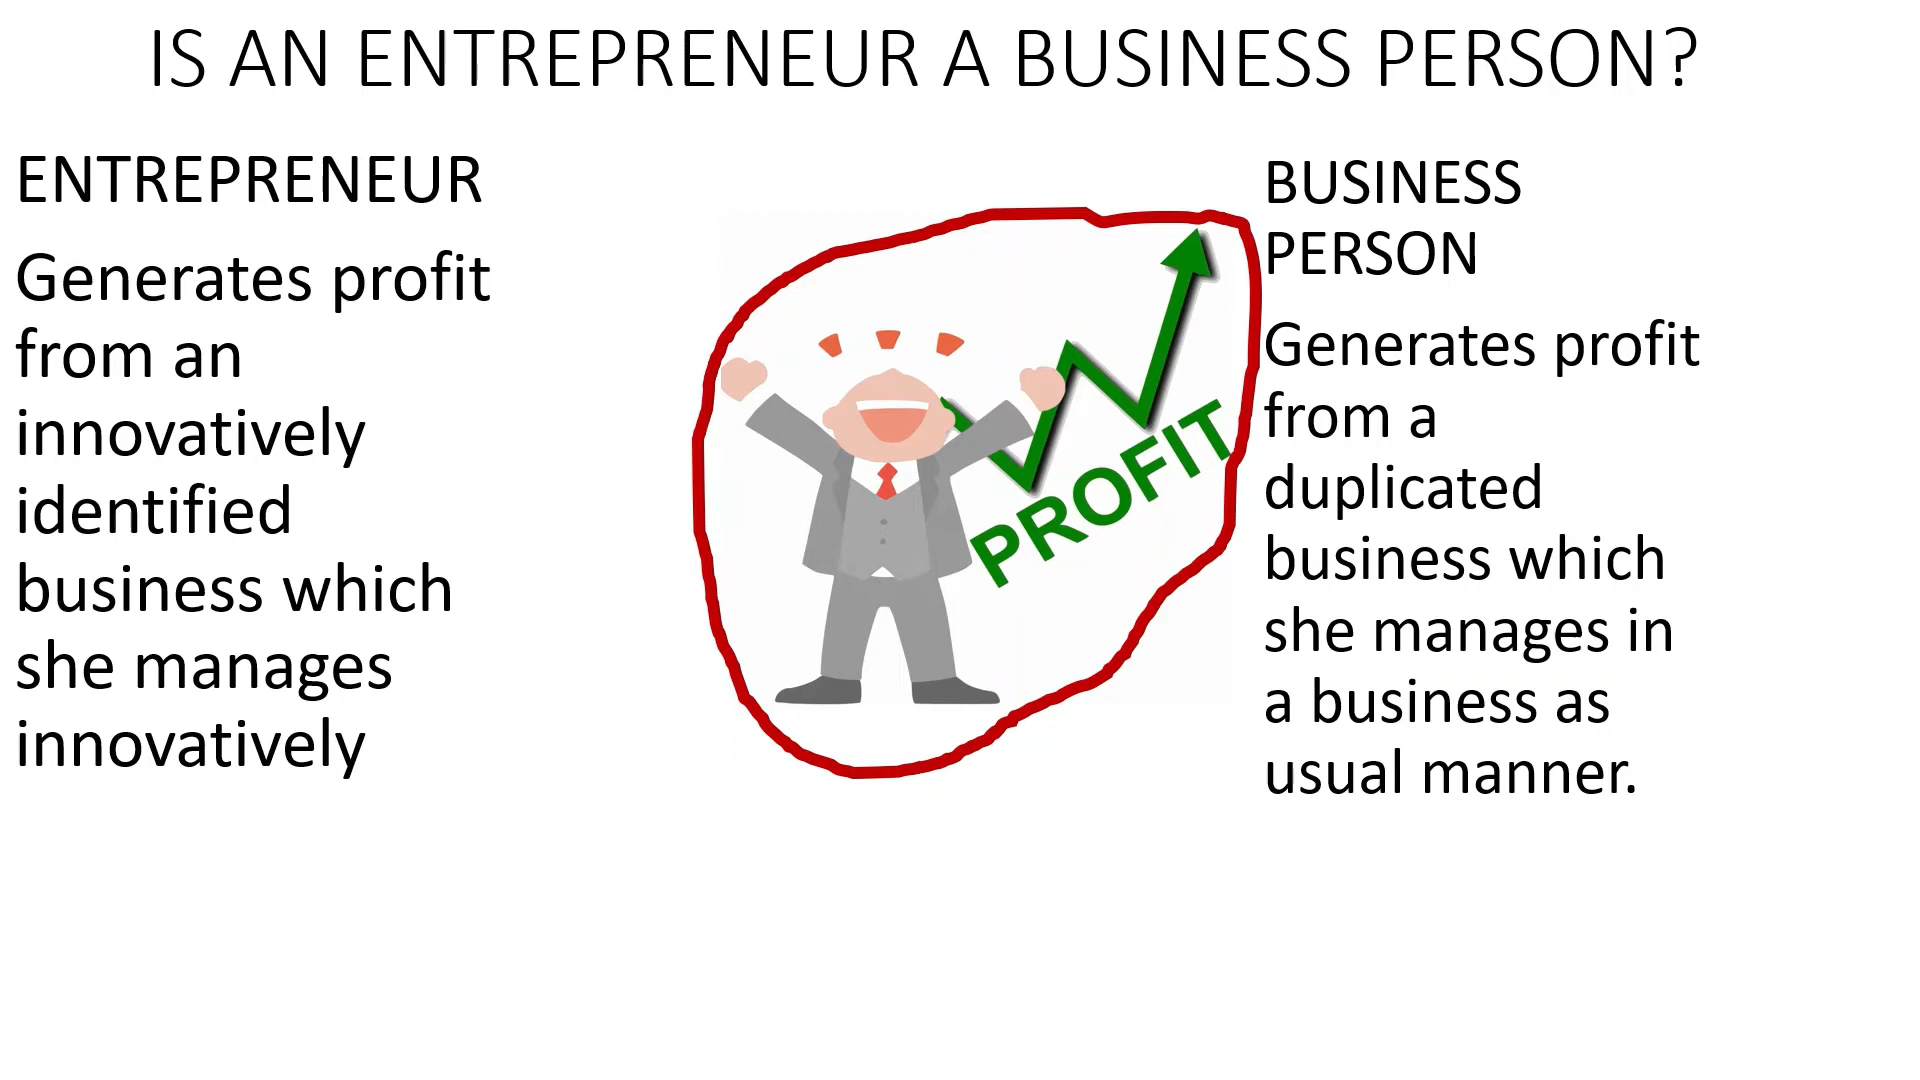 IS AN ENTREPRENEUR A BUSINESS PERSON?
ENTREPRENEUR
Generates profit
from an
innovatively
identified
business which
she manages
innovatively
PROFIT
BUSINESS
PERSON
Generates profit
from a
duplicated
business which
she manages in
a business as
usual manner.